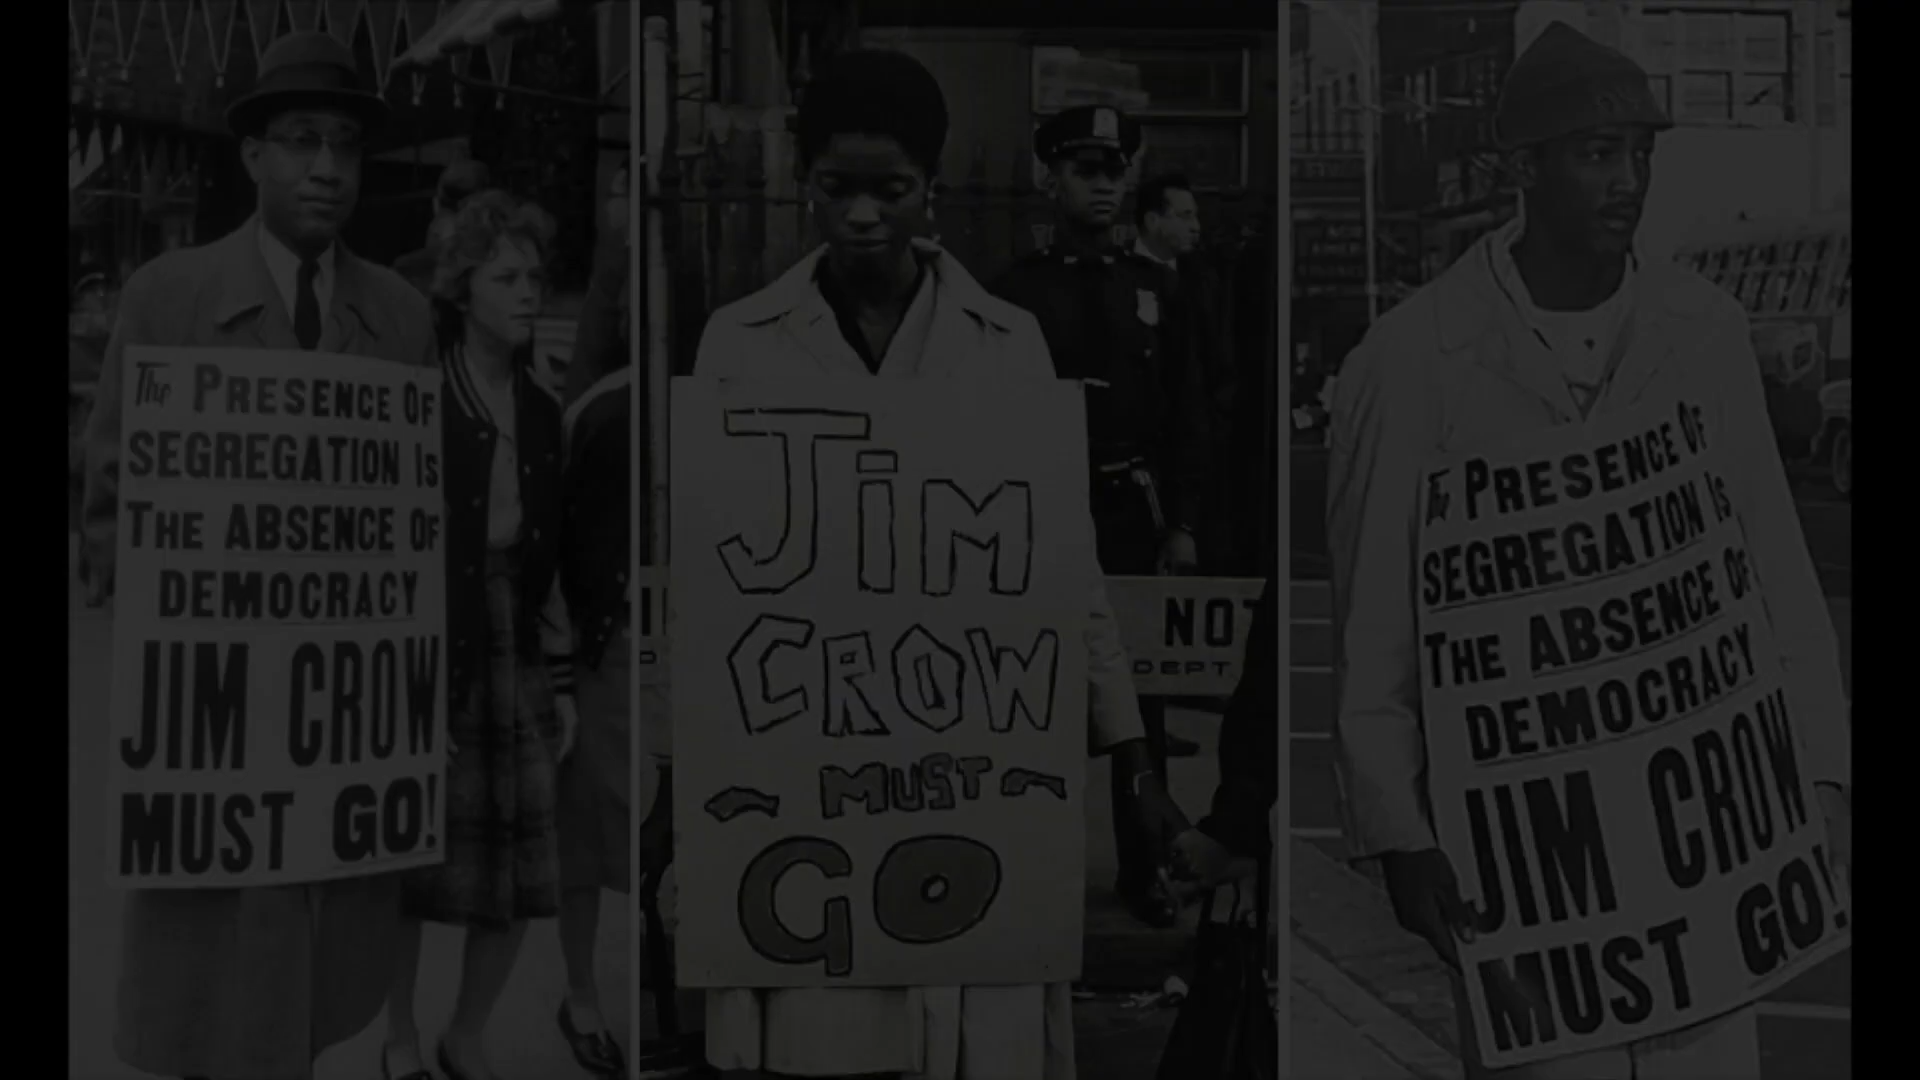 The PRESENCE OF
SEGREGATION IS
THE ABSENCE OF
DEMOCRACY
JIM CROW
MUST GO!
JiM
CROW
MUST
GO
NOT
DEPT
The PRESENCE OF
SEGREGATION IS
THE ABSENCE OF
DEMOCRACY
JIM CROW
MUST GO!